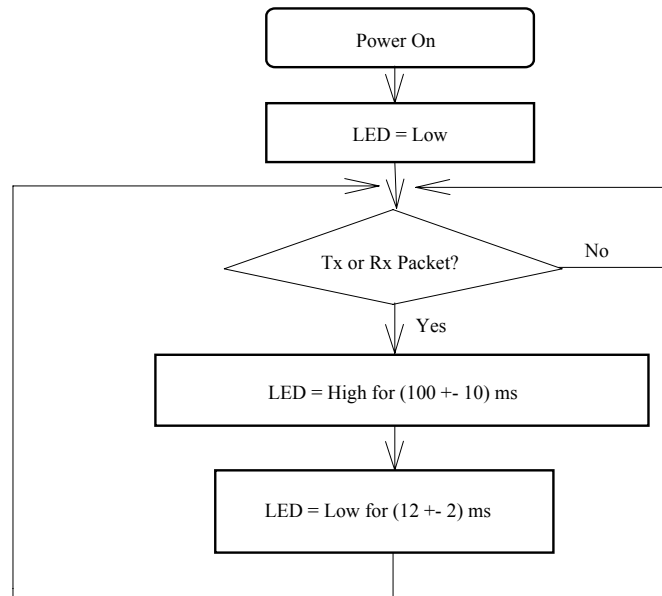 Power On
LED = Low
Tx or Rx Packet?
No
Yes
LED = High for (100 +- 10) ms
LED = Low for (12 +- 2) ms